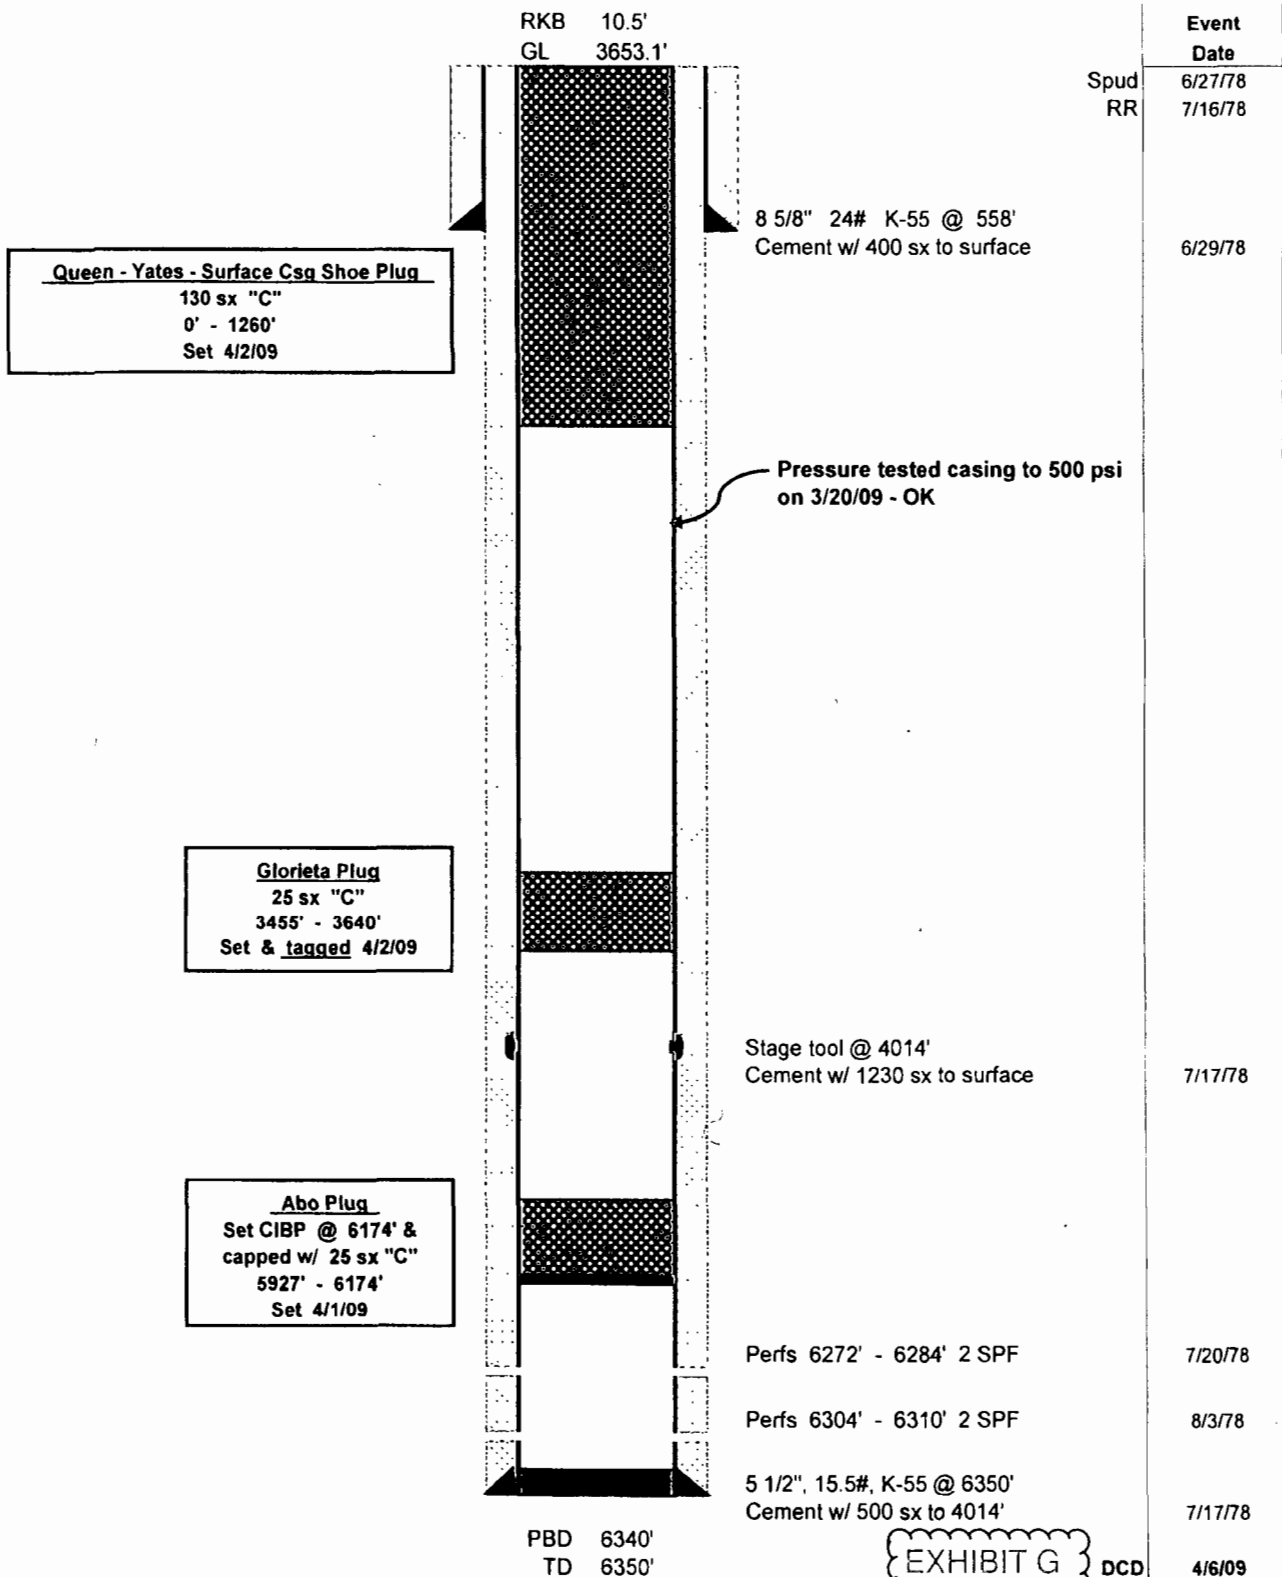 RKB 10.5'
GL 3653.1'
Event
Date
Spud 6/27/78
RR 7/16/78
8 5/8" 24# K-55 @ 558'
Cement w/ 400 sx to surface 6/29/78
Queen - Yates - Surface Csg Shoe Plug
130 sx "C"
0' - 1260'
Set 4/2/09
Pressure tested casing to 500 psi
on 3/20/09 - OK
Glorieta Plug
25 sx "C"
3455' - 3640'
Set & tagged 4/2/09
Stage tool @ 4014'
Cement w/ 1230 sx to surface 7/17/78
Abo Plug
Set CIBP @ 6174' &
capped w/ 25 sx "C"
5927' - 6174'
Set 4/1/09
Perfs 6272' - 6284' 2 SPF 7/20/78
Perfs 6304' - 6310' 2 SPF 8/3/78
5 1/2", 15.5#, K-55 @ 6350'
Cement w/ 500 sx to 4014' 7/17/78
PBD 6340'
TD 6350'
EXHIBIT G
DCD 4/6/09